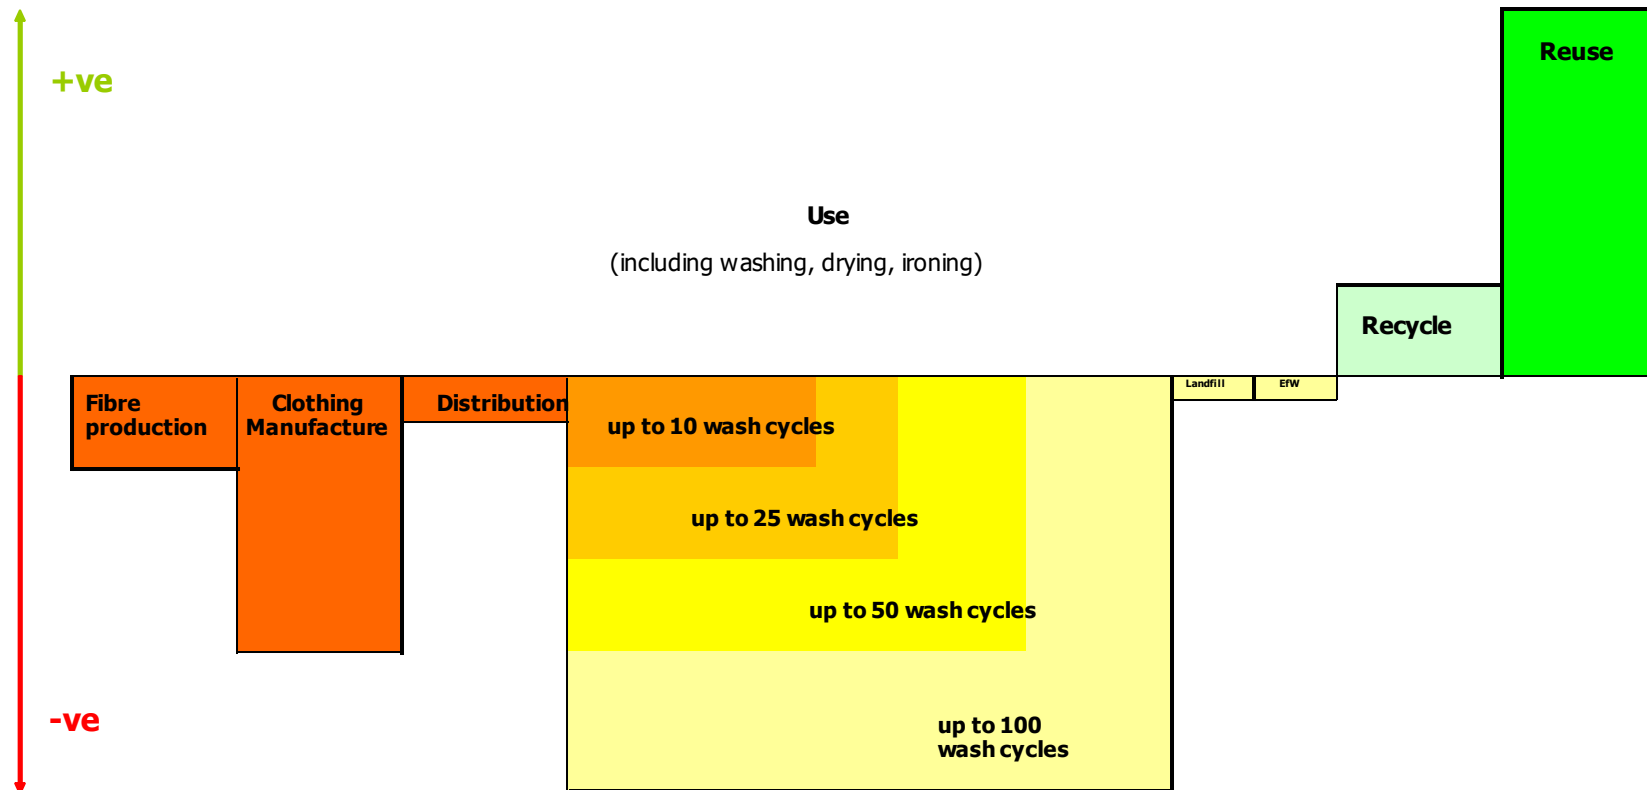 +ve
Reuse
Use
(including washing, drying, ironing)
Recycle
Landfill
EfW
Fibre
production
Clothing
Manufacture
Distribution
up to 10 wash cycles
up to 25 wash cycles
up to 50 wash cycles
-ve
up to 100
wash cycles